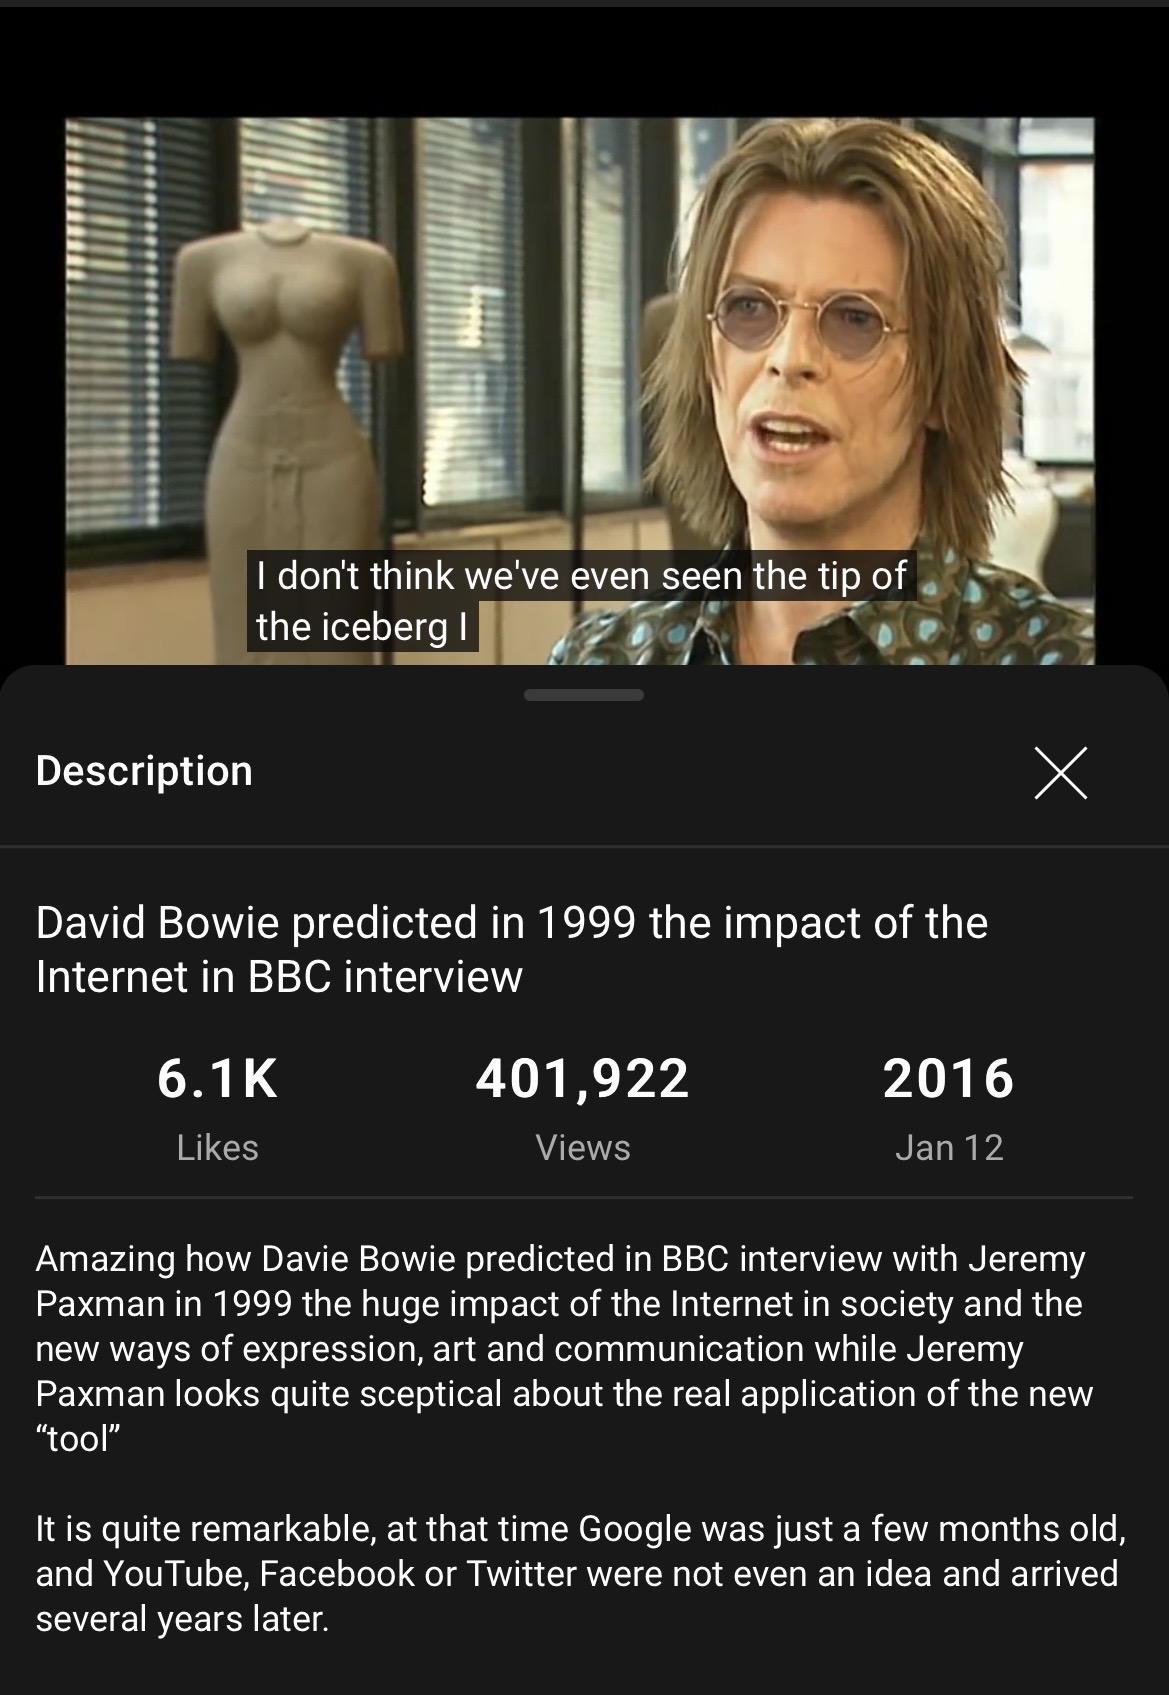 I don't think we've even seen the tip of
the iceberg I
Description
David Bowie predicted in 1999 the impact of the
Internet in BBC interview
6.1K 401,922 2016
Likes Views Jan 12
Amazing how Davie Bowie predicted in BBC interview with Jeremy
Paxman in 1999 the huge impact of the Internet in society and the
new ways of expression, art and communication while Jeremy
Paxman looks quite sceptical about the real application of the new
“tool”
It is quite remarkable, at that time Google was just a few months old,
and YouTube, Facebook or Twitter were not even an idea and arrived
several years later.